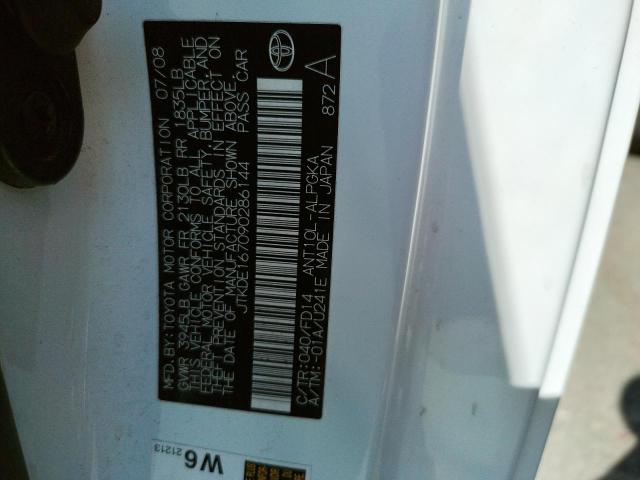 MFD.BY:TOYOTA MOTOR CORPORATION 07/08
GVWR 3945LB GAWR FR 2130LB RR 1835LB
THIS VEHICLE CONFORMS TO ALL APPLICABLE
FEDERAL MOTOR VEHICLE SAFETY, BUMPER, AND
THEFT PREVENTION STANDARDS IN EFFECT ON
THE DATE OF MANUFACTURE SHOWN ABOVE.
JTKDE167090286144 PASS CAR
C/TR:040/FD14 ANT10L-ALPGKA
A/TM:-01A/U241E MADE IN JAPAN 872 A
W6
21213